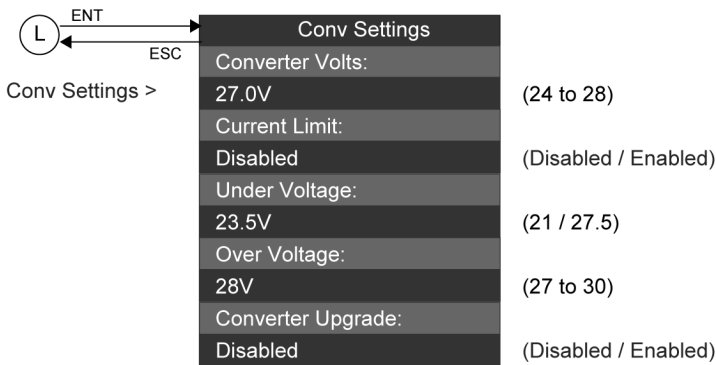 ENT
L
ESC
Conv Settings >
Conv Settings
Converter Volts:
27.0V (24 to 28)
Current Limit:
Disabled (Disabled / Enabled)
Under Voltage:
23.5V (21 / 27.5)
Over Voltage:
28V (27 to 30)
Converter Upgrade:
Disabled (Disabled / Enabled)